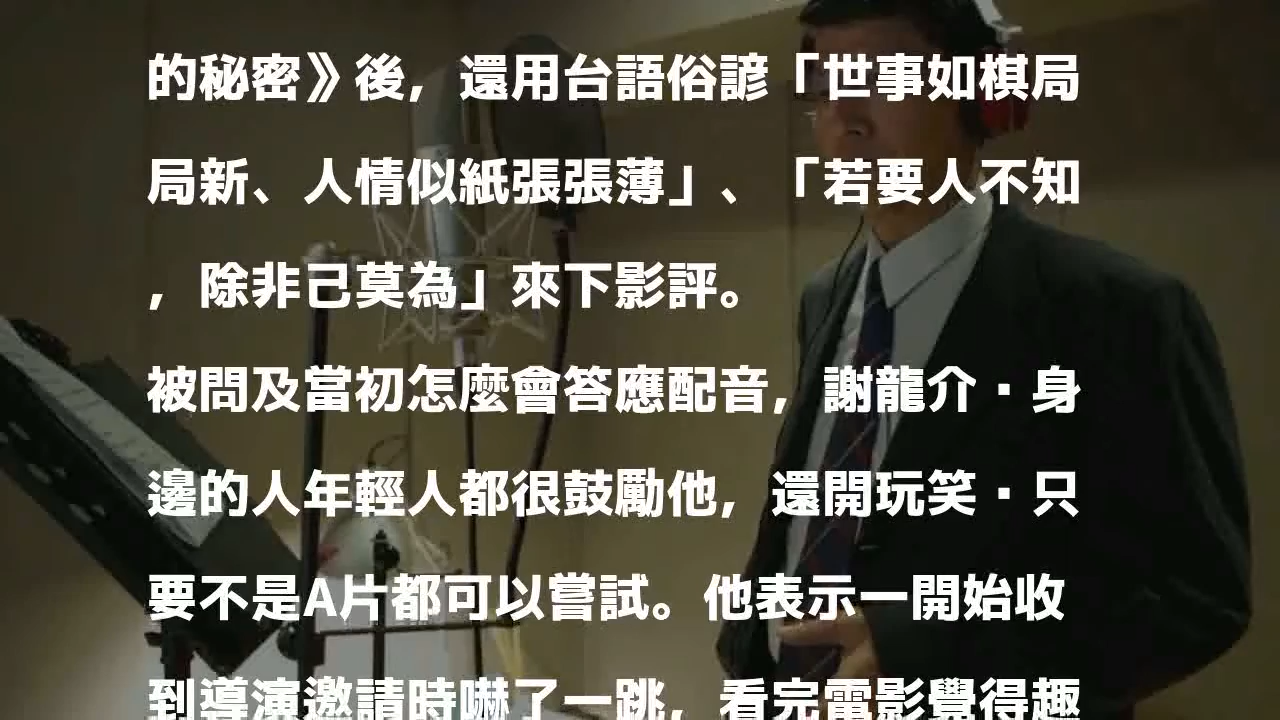 的秘密》後，還用台語俗諺「世事如棋局
局新、人情似紙張張薄」、「若要人不知
，除非己莫為」來下影評。
被問及當初怎麼會答應配音，謝龍介▪身
邊的人年輕人都很鼓勵他，還開玩笑▪只
要不是A片都可以嘗試。他表示一開始收
到導演邀請時嚇了一跳，看完電影覺得趣